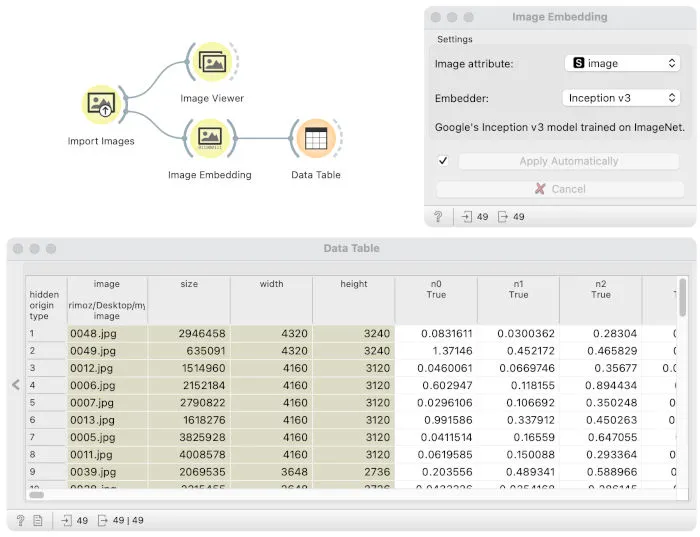 Image Viewer
Import Images
Image Embedding
Data Table
Image Embedding
Settings
Image attribute: S image
Embedder: Inception v3
Google's Inception v3 model trained on ImageNet.
Apply Automatically
Cancel
? 49 49
Data Table
image size width height n0 n1 n2
True True True
hidden
origin rimoz/Desktop/my
type image
1 0048.jpg 2946458 4320 3240 0.0831611 0.0300362 0.28304
2 0049.jpg 635091 4320 3240 1.37146 0.452172 0.465829
3 0012.jpg 1514960 4160 3120 0.0460061 0.0669746 0.35677
4 0006.jpg 2152184 4160 3120 0.602947 0.118155 0.894434
5 0007.jpg 2790822 4160 3120 0.0296106 0.106692 0.350248
6 0013.jpg 1618276 4160 3120 0.991586 0.337912 0.450263
7 0005.jpg 3825928 4160 3120 0.0411514 0.16559 0.647055
8 0011.jpg 4008578 4160 3120 0.0619585 0.150088 0.293364
9 0039.jpg 2069535 3648 2736 0.203556 0.489341 0.588966
? 49 49 | 49